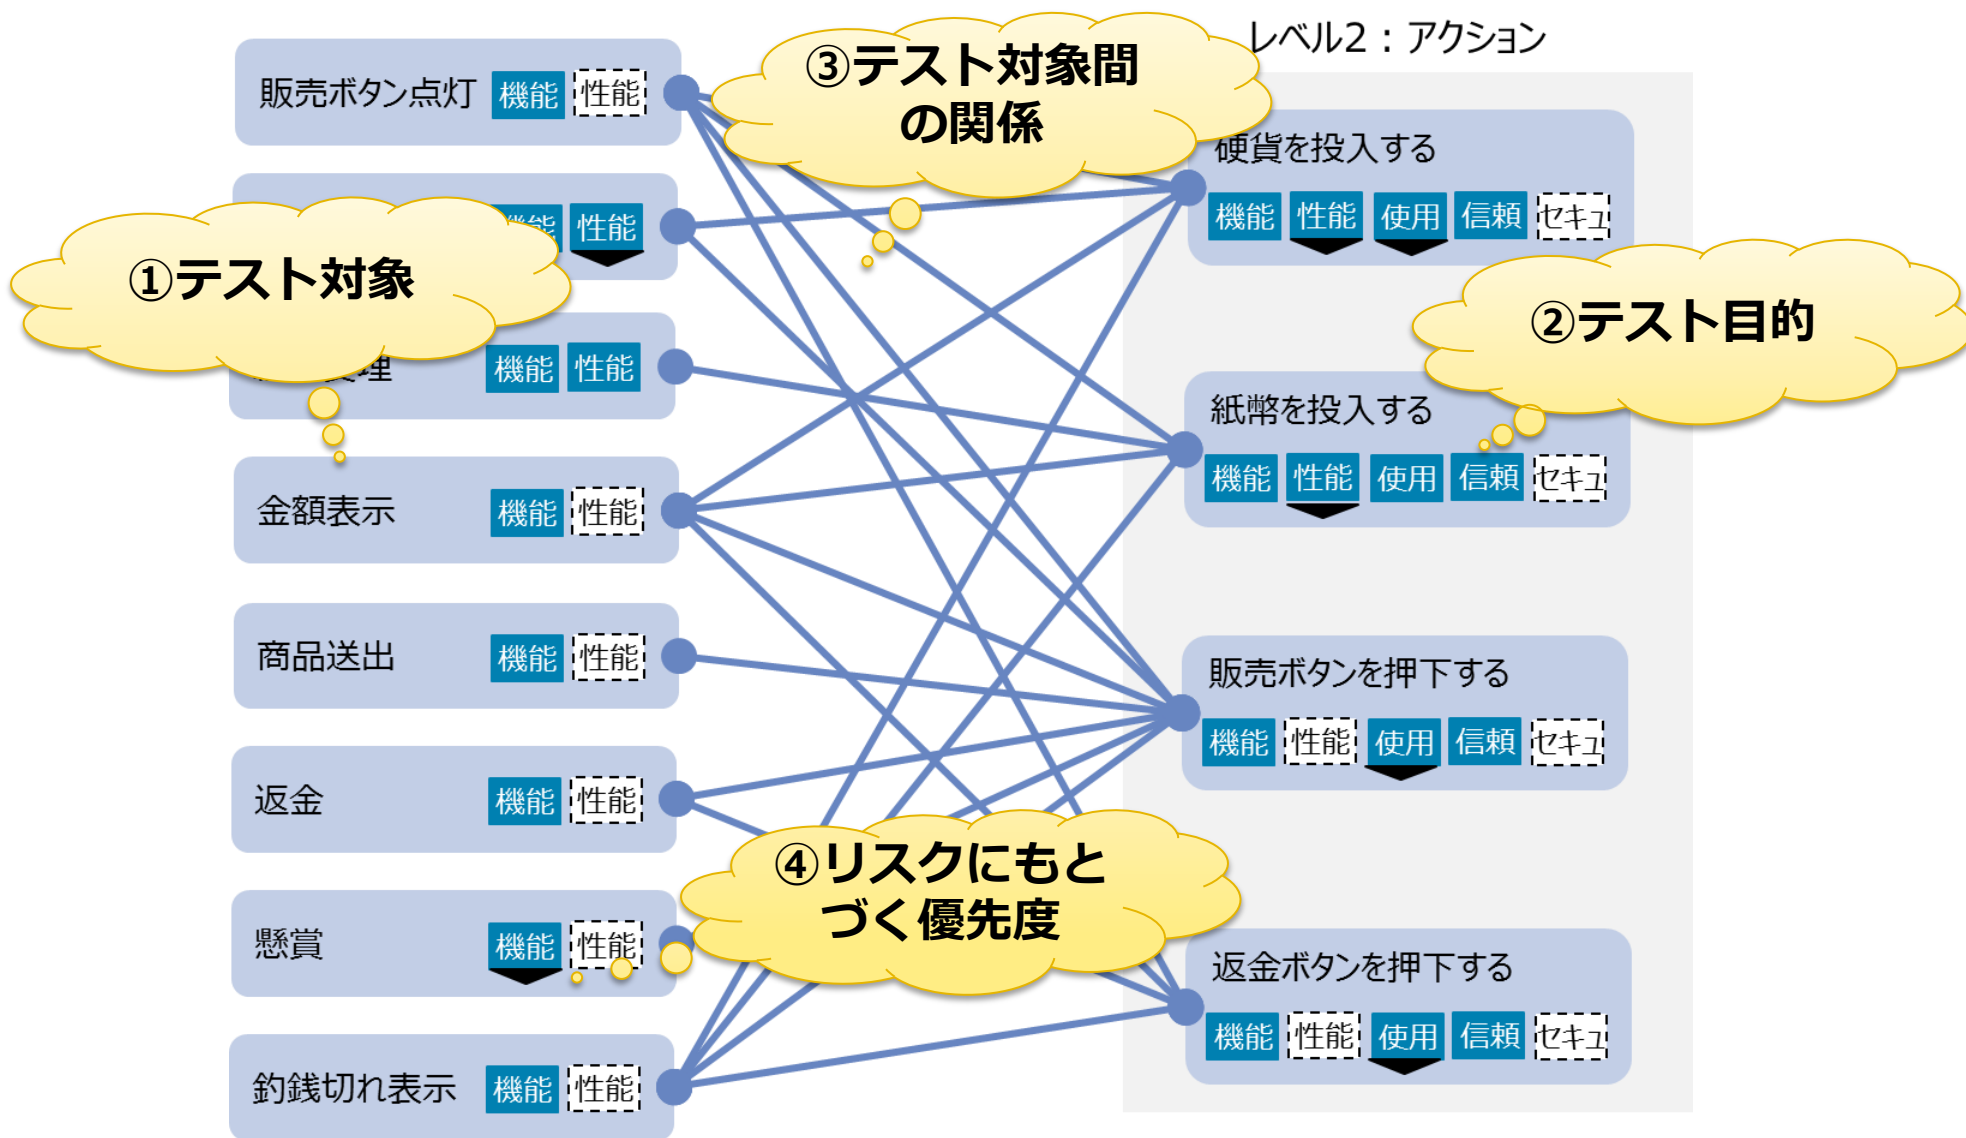 レベル2：アクション
販売ボタン点灯 機能 性能
③テスト対象間
の関係
硬貨を投入する
機能 性能 使用 信頼 セキュ
機能 性能
①テスト対象
②テスト目的
理 機能 性能
紙幣を投入する
機能 性能 使用 信頼 セキュ
金額表示 機能 性能
商品送出 機能 性能
販売ボタンを押下する
機能 性能 使用 信頼 セキュ
返金 機能 性能
④リスクにもと
づく優先度
懸賞 機能 性能
返金ボタンを押下する
機能 性能 使用 信頼 セキュ
釣銭切れ表示 機能 性能